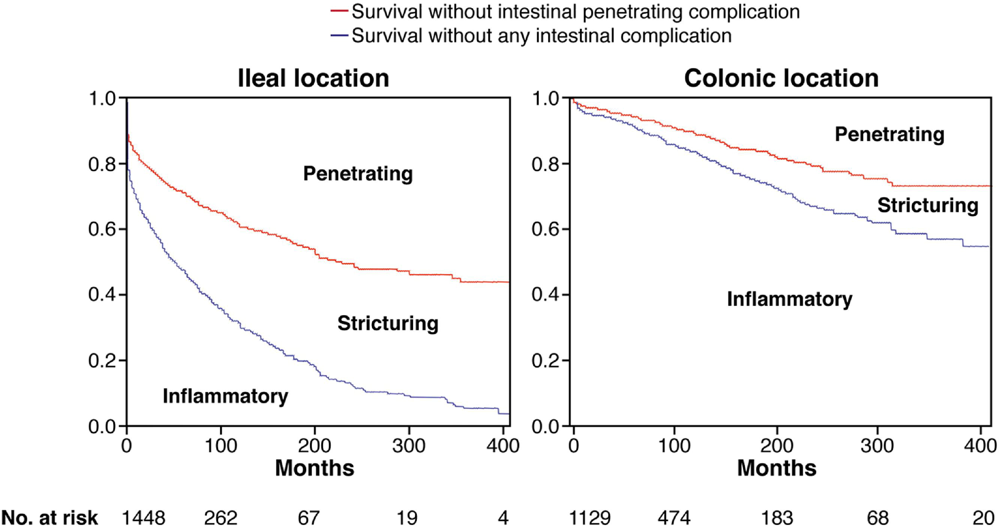 Survival without intestinal penetrating complication
Survival without any intestinal complication
Ileal location
1.0
0.8
0.6
0.4
0.2
0.0
Penetrating
Stricturing
Inflammatory
0 100 200 300 400
Months
Colonic location
1.0
0.8
0.6
0.4
0.2
0.0
Penetrating
Stricturing
Inflammatory
0 100 200 300 400
Months
No. at risk 1448 262 67 19 4 1129 474 183 68 20